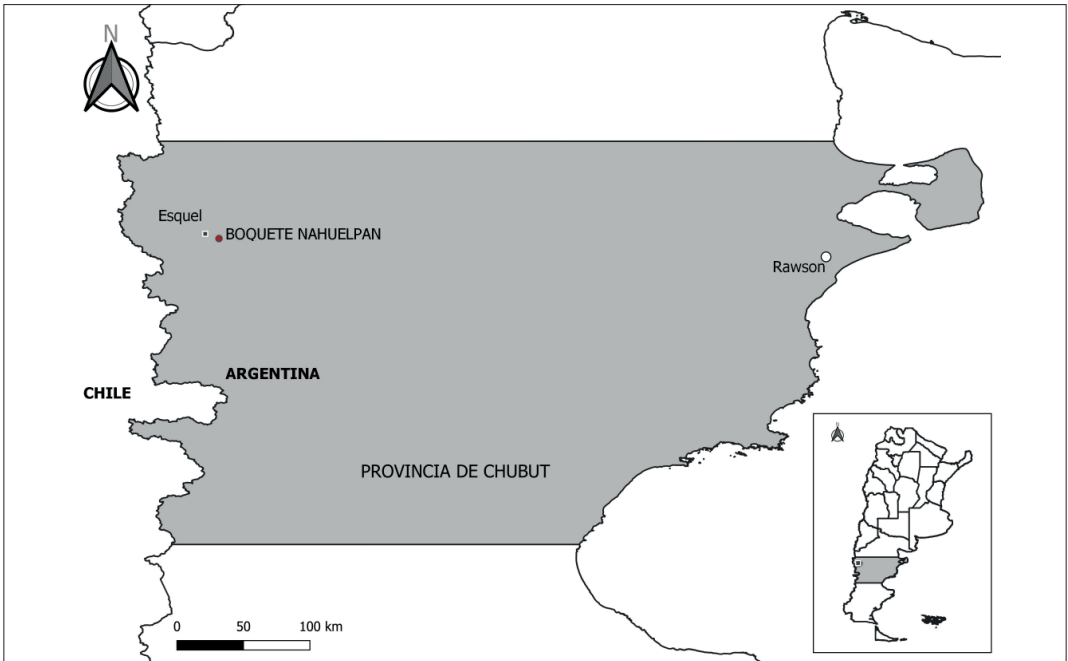 N
Esquel
BOQUETE NAHUELPAN
Rawson
ARGENTINA
CHILE
PROVINCIA DE CHUBUT
0 50 100 km